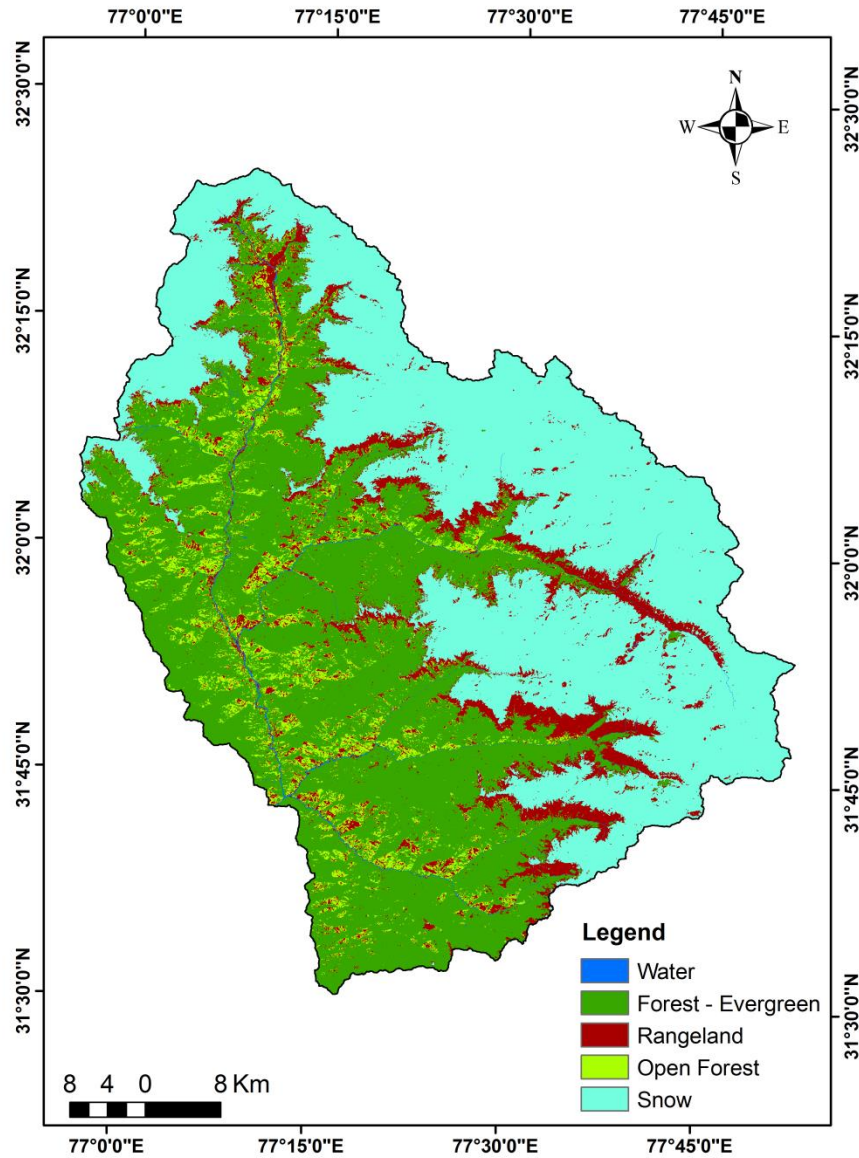 77°0'0"E 77°15'0"E 77°30'0"E 77°45'0"E
32°30'0"N 32°30'0"N
N
W E
S
32°15'0"N 32°15'0"N
32°0'0"N 32°0'0"N
31°45'0"N 31°45'0"N
Legend
Water
Forest - Evergreen
Rangeland
Open Forest
Snow
31°30'0"N 31°30'0"N
8 4 0 8 Km
77°0'0"E 77°15'0"E 77°30'0"E 77°45'0"E